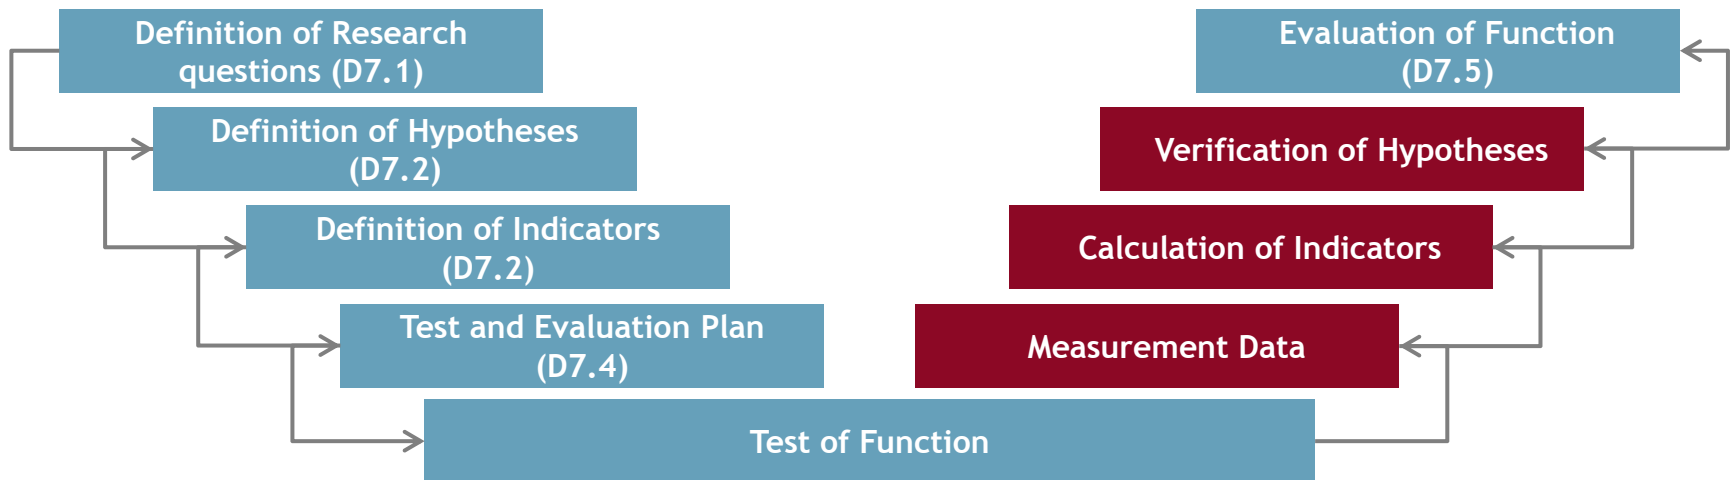 Definition of Research
questions (D7.1)
Definition of Hypotheses
(D7.2)
Definition of Indicators
(D7.2)
Test and Evaluation Plan
(D7.4)
Test of Function
Measurement Data
Calculation of Indicators
Verification of Hypotheses
Evaluation of Function
(D7.5)